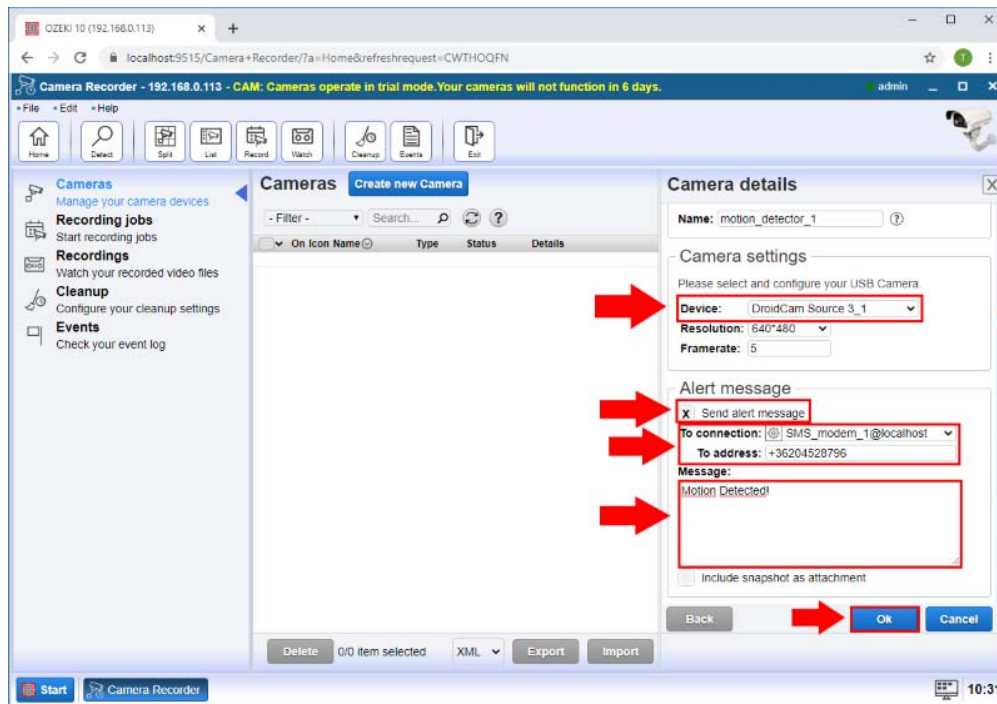 OZEKI 10 (192.168.0.113)
localhost:9515/Camera+Recorder/?a=Home&refreshrequest=CWTHOQFN
T
Camera Recorder - 192.168.0.113 - CAM: Cameras operate in trial mode.Your cameras will not function in 6 days.
admin
File Edit Help
Home Detect Split List Record Watch Cleanup Events Exit
Cameras
Manage your camera devices
Recording jobs
Start recording jobs
Recordings
Watch your recorded video files
Cleanup
Configure your cleanup settings
Events
Check your event log
Cameras Create new Camera
- Filter - Search... ?
On Icon Name Type Status Details
Delete 0/0 item selected XML Export Import
Camera details X
Name: motion_detector_1 ?
Camera settings
Please select and configure your USB Camera.
Device: DroidCam Source 3_1
Resolution: 640*480
Framerate: 5
Alert message
x Send alert message
To connection: SMS_modem_1@localhost
To address: +36204528796
Message:
Motion Detected!
Include snapshot as attachment
Back Ok Cancel
Start Camera Recorder 10:31